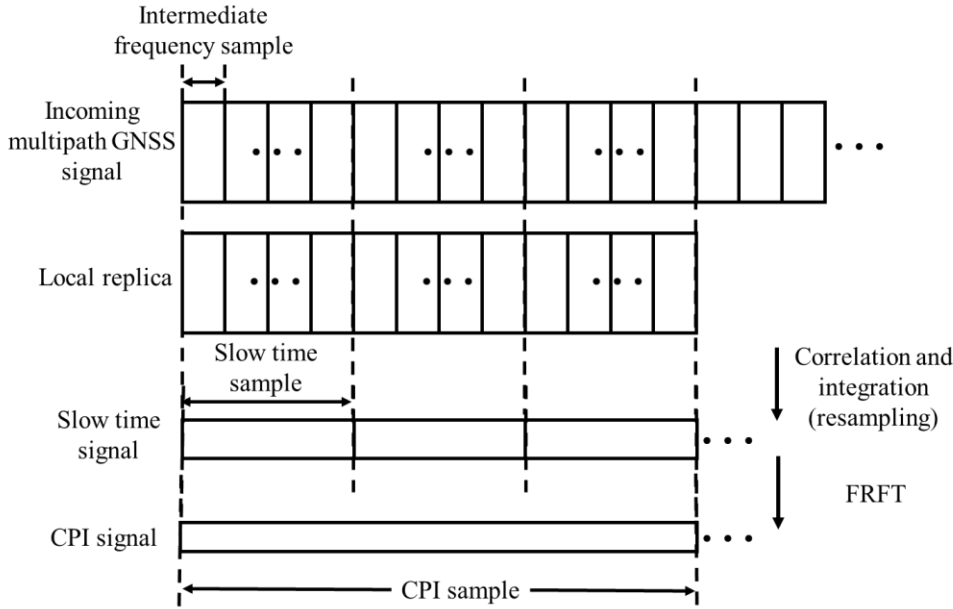 Intermediate
frequency sample
Incoming
multipath GNSS
signal
Local replica
Slow time
sample
Correlation and
integration
(resampling)
Slow time
signal
FRFT
CPI signal
CPI sample